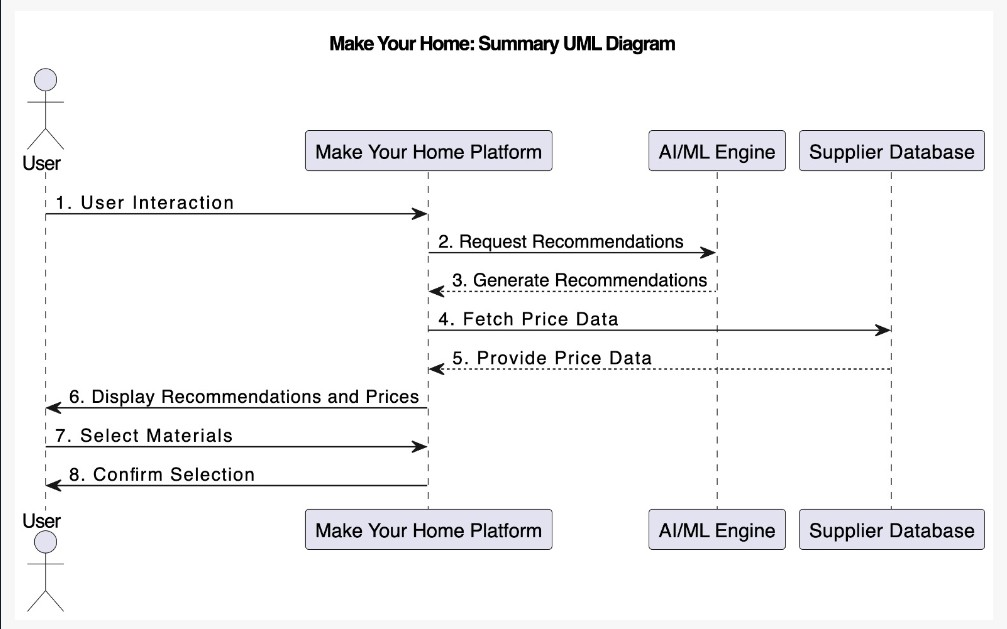 Make Your Home: Summary UML Diagram
User
Make Your Home Platform
AI/ML Engine
Supplier Database
1. User Interaction
2. Request Recommendations
3. Generate Recommendations
4. Fetch Price Data
5. Provide Price Data
6. Display Recommendations and Prices
7. Select Materials
8. Confirm Selection
User
Make Your Home Platform
AI/ML Engine
Supplier Database